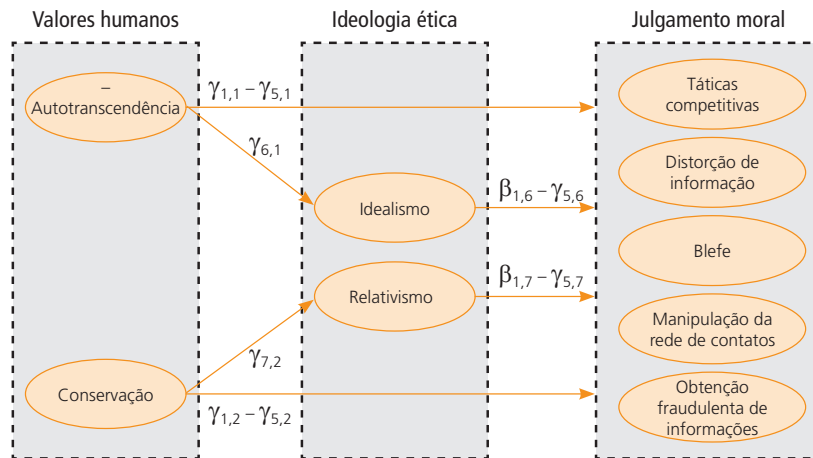 Valores humanos
Ideologia ética
Julgamento moral
–
Autotranscendência
γ1,1 – γ5,1
γ6,1
Idealismo
β1,6 – γ5,6
Relativismo
β1,7 – γ5,7
γ7,2
Conservação
γ1,2 – γ5,2
Táticas
competitivas
Distorção de
informação
Blefe
Manipulação da
rede de contatos
Obtenção
fraudulenta de
informações